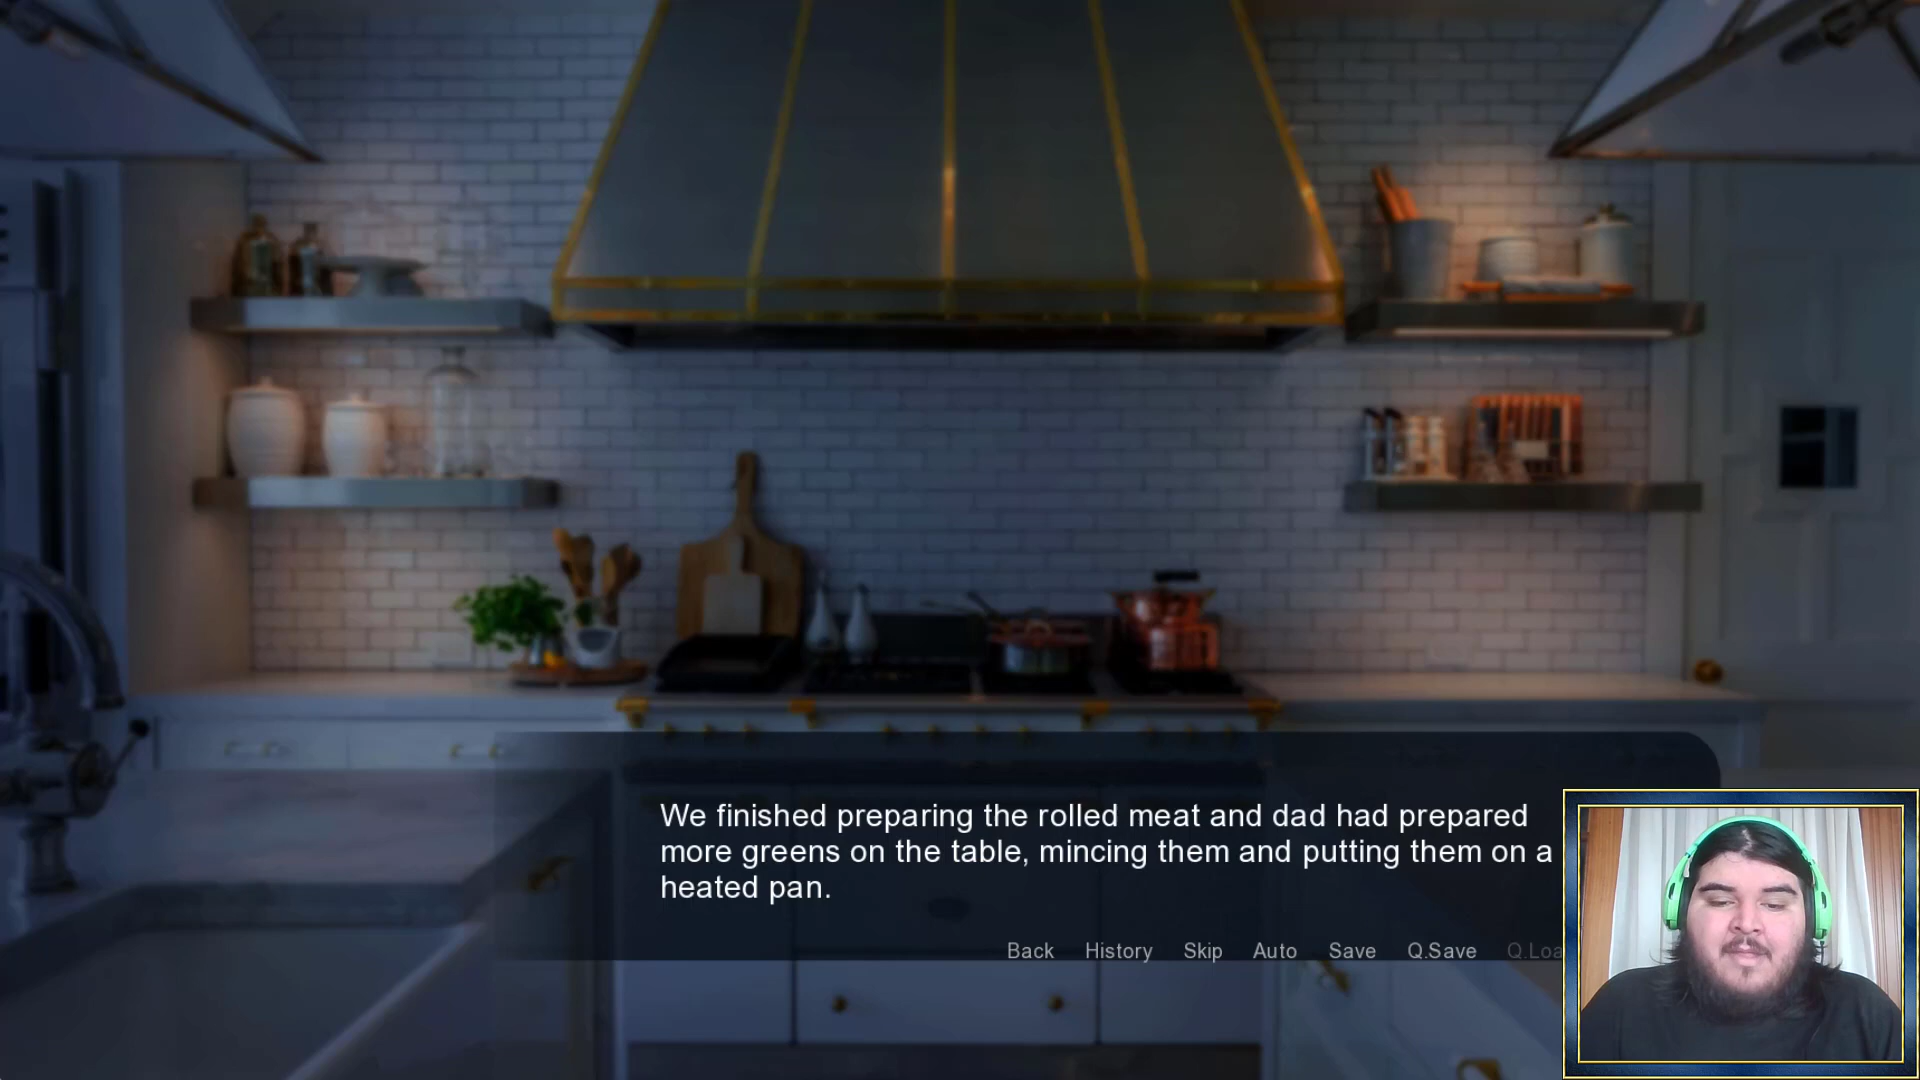 We finished preparing the rolled meat and dad had prepared
more greens on the table, mincing them and putting them on a
heated pan.
Back History Skip Auto Save Q.Save